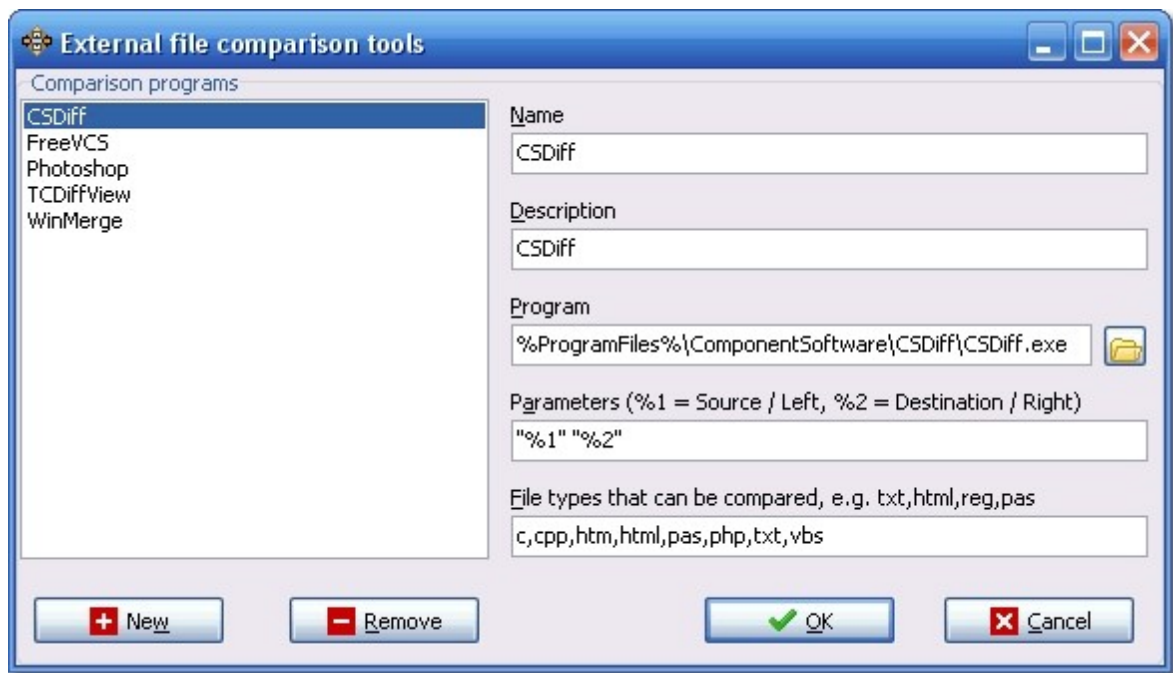 External file comparison tools
Comparison programs
CSDiff
FreeVCS
Photoshop
TCDiffView
WinMerge
Name
CSDiff
Description
CSDiff
Program
%ProgramFiles%\ComponentSoftware\CSDiff\CSDiff.exe
Parameters (%1 = Source / Left, %2 = Destination / Right)
"%1" "%2"
File types that can be compared, e.g. txt,html,reg,pas
c,cpp,htm,html,pas,php,txt,vbs
New
Remove
OK
Cancel